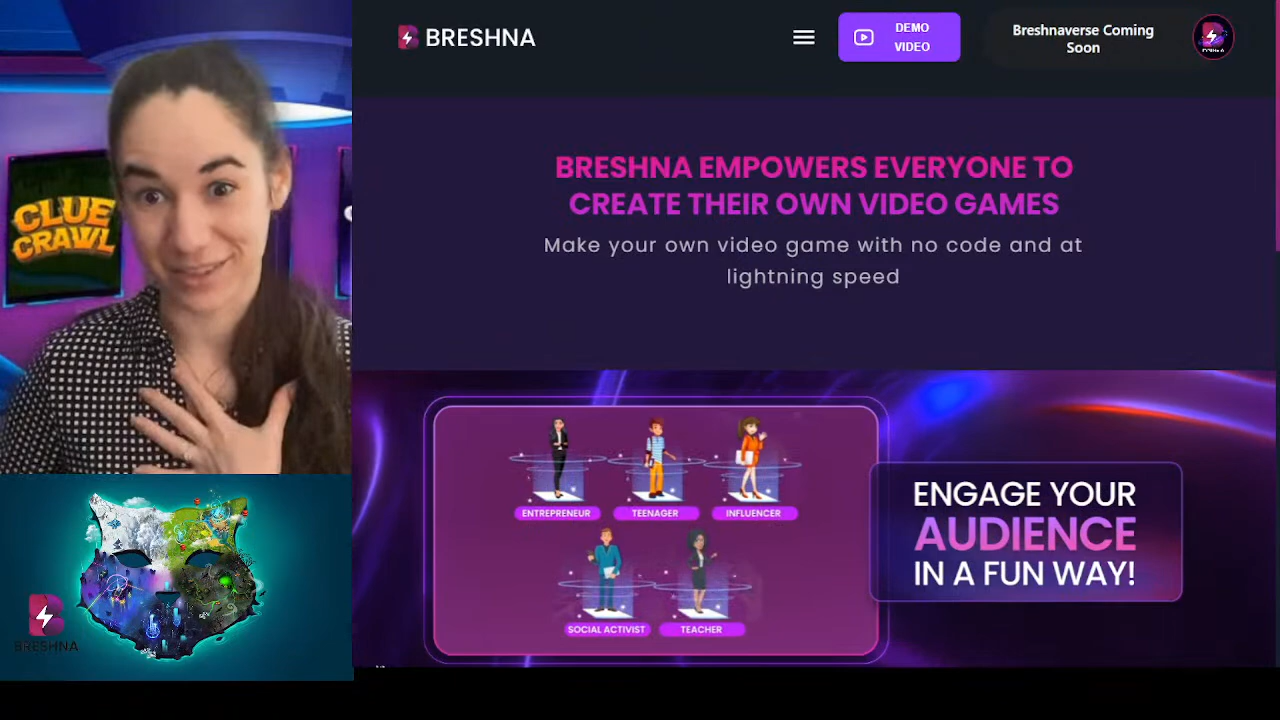 BRESHNA
DEMO
VIDEO
Breshnaverse Coming
Soon
CLUE
CRAWL
BRESHNA EMPOWERS EVERYONE TO
CREATE THEIR OWN VIDEO GAMES
Make your own video game with no code and at
lightning speed
ENTREPRENEUR
TEENAGER
INFLUENCER
SOCIAL ACTIVIST
TEACHER
ENGAGE YOUR
AUDIENCE
IN A FUN WAY!
BRESHNA